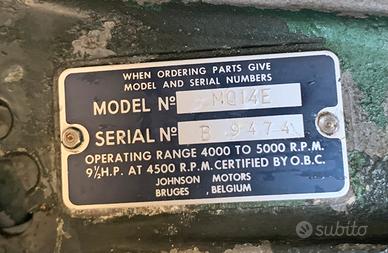 WHEN ORDERING PARTS GIVE
MODEL AND SERIAL NUMBERS
MODEL Nº MQ14E
SERIAL Nº B 9474
OPERATING RANGE 4000 TO 5000 R.P.M.
9½ H.P. AT 4500 R.P.M. CERTIFIED BY O.B.C.
JOHNSON MOTORS
BRUGES , BELGIUM
subito